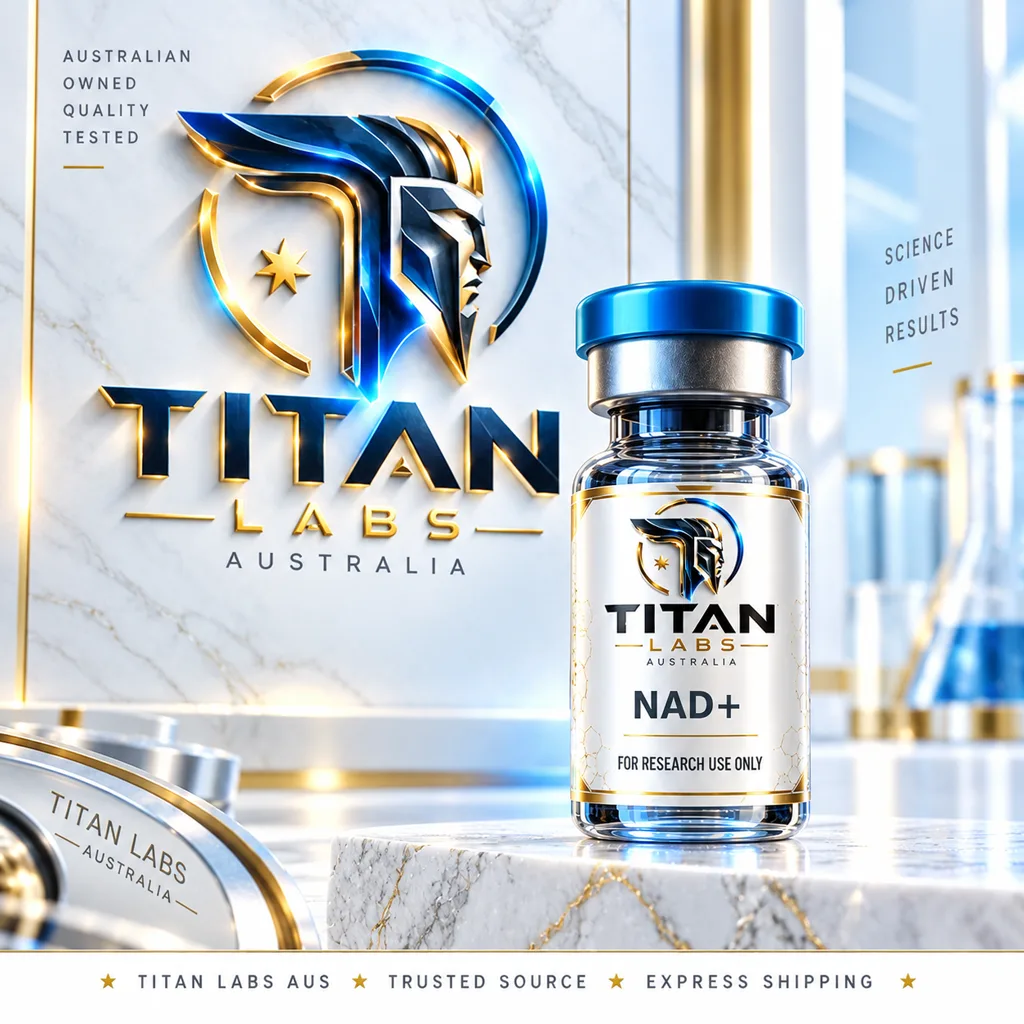 AUSTRALIAN
OWNED
QUALITY
TESTED
TITAN
LABS
AUSTRALIA
SCIENCE
DRIVEN
RESULTS
TITAN
LABS
AUSTRALIA
NAD+
FOR RESEARCH USE ONLY
TITAN LABS
AUSTRALIA
TITAN LABS AUS ★ TRUSTED SOURCE ★ EXPRESS SHIPPING